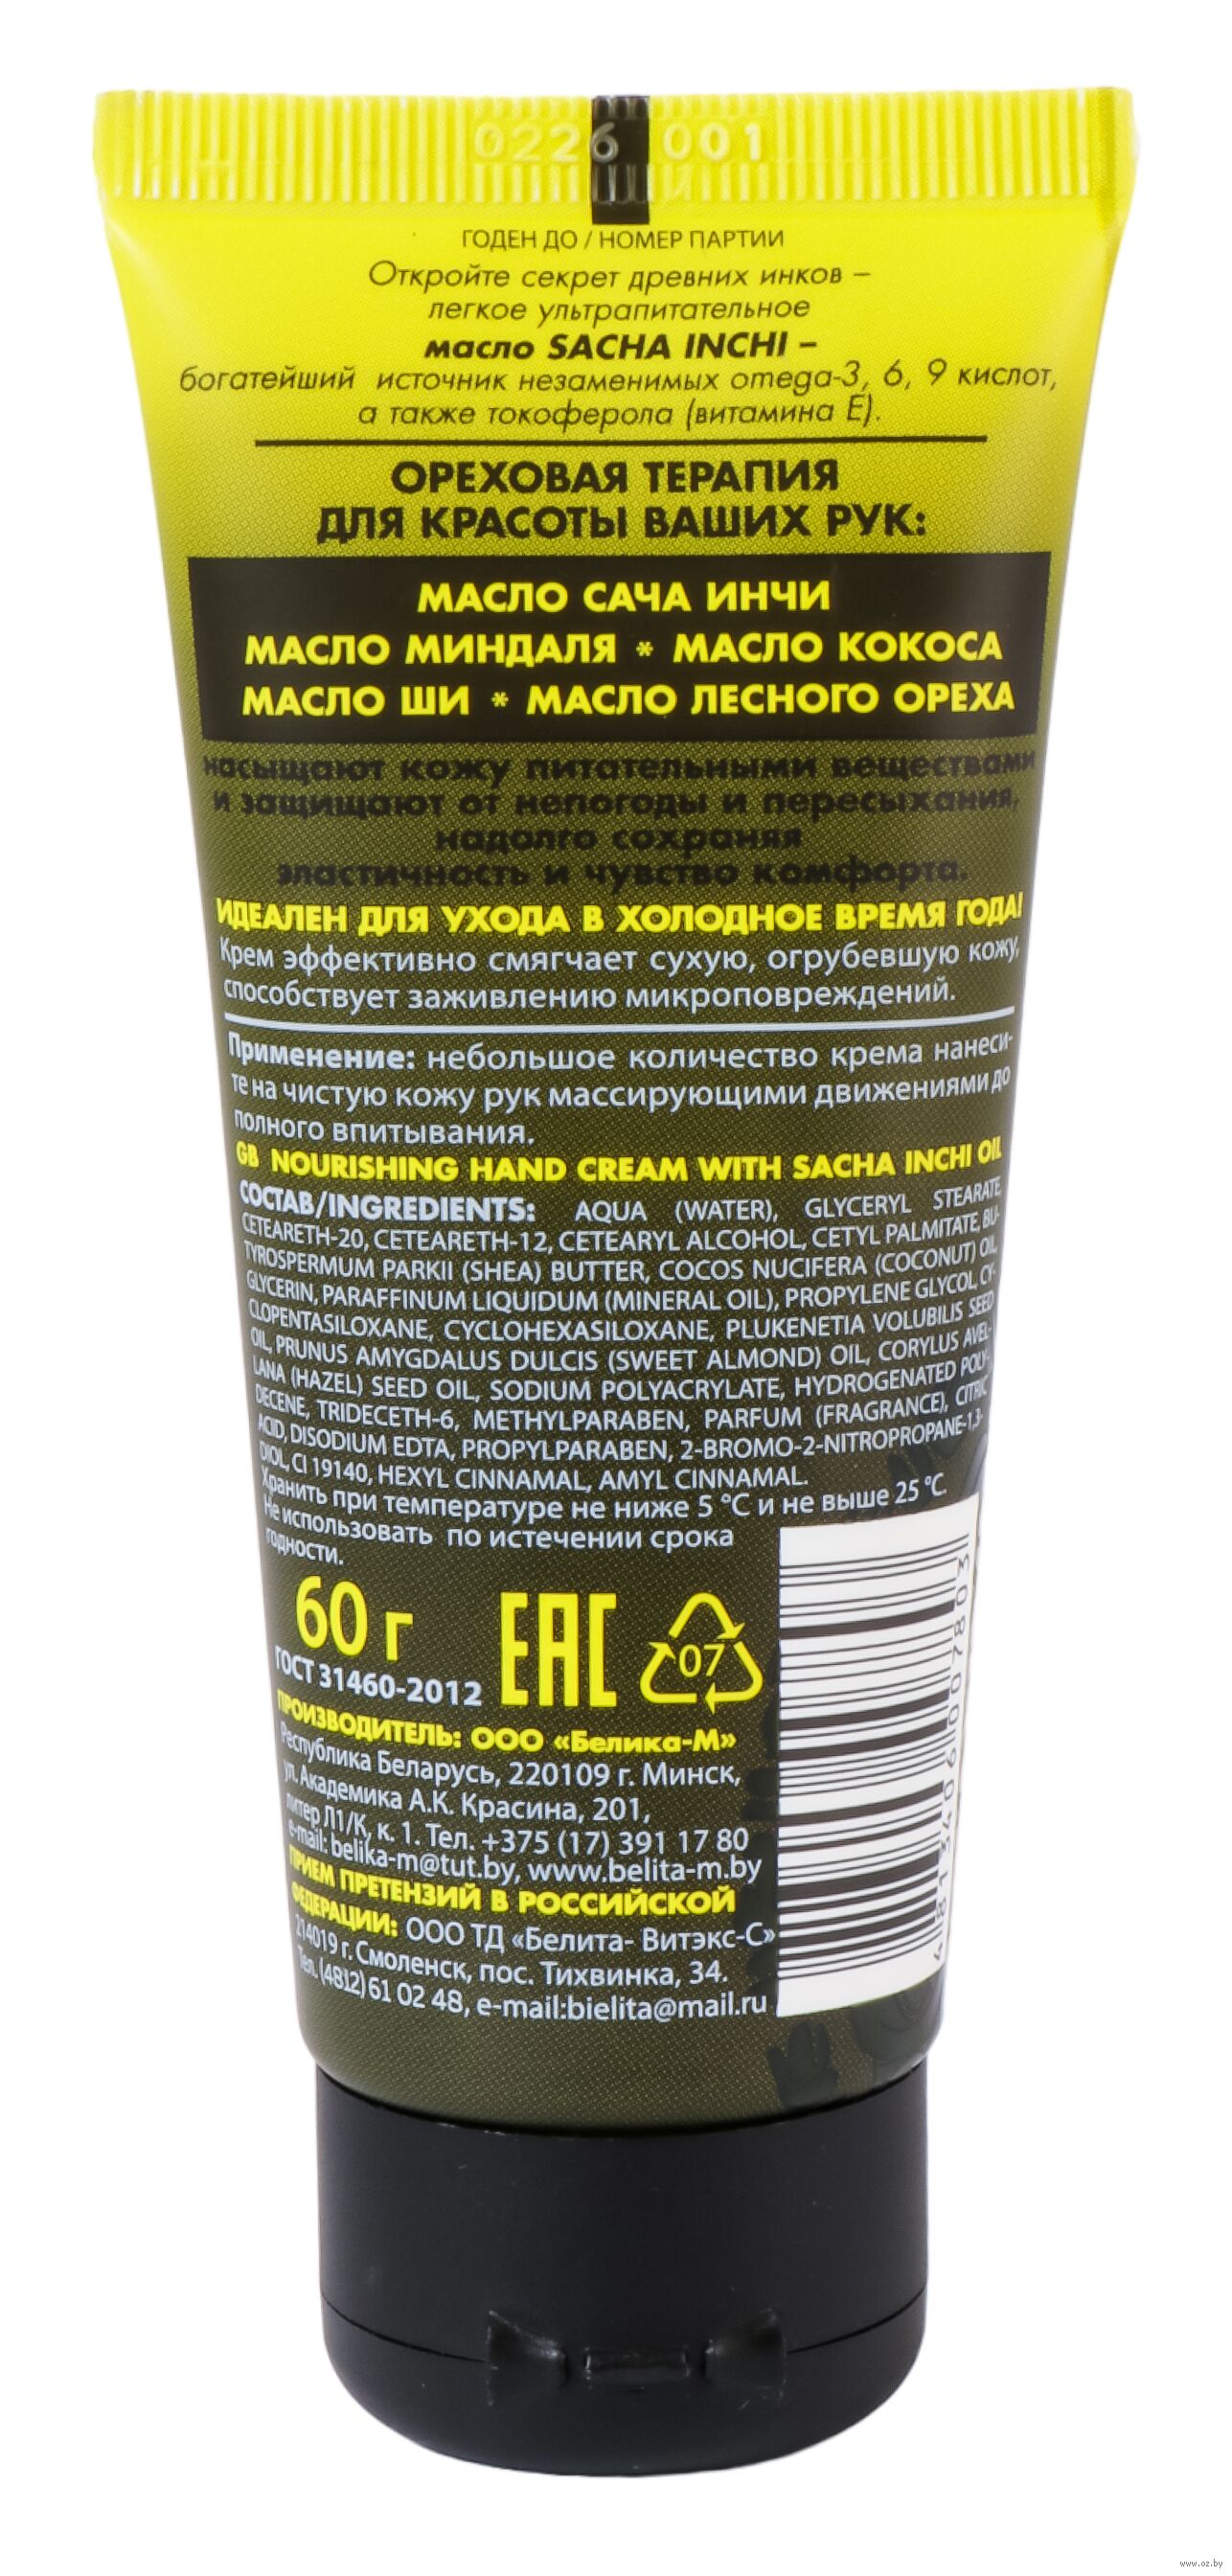 0226 001
ГОДЕН ДО / НОМЕР ПАРТИИ
Откройте секрет древних инков –
легкое ультрапитательное
масло SACHA INCHI –
богатейший источник незаменимых omega-3, 6, 9 кислот,
а также токоферола (витамина Е).
ОРЕХОВАЯ ТЕРАПИЯ
ДЛЯ КРАСОТЫ ВАШИХ РУК:
МАСЛО САЧА ИНЧИ
МАСЛО МИНДАЛЯ * МАСЛО КОКОСА
МАСЛО ШИ * МАСЛО ЛЕСНОГО ОРЕХА
насыщают кожу питательными веществами
и защищают от непогоды и пересыхания,
надолго сохраняя
эластичность и чувство комфорта.
ИДЕАЛЕН ДЛЯ УХОДА В ХОЛОДНОЕ ВРЕМЯ ГОДА!
Крем эффективно смягчает сухую, огрубевшую кожу,
способствует заживлению микроповреждений.
Применение: небольшое количество крема нанеси-
те на чистую кожу рук массирующими движениями до
полного впитывания.
GB NOURISHING HAND CREAM WITH SACHA INCHI OIL
СОСТАВ/INGREDIENTS: AQUA (WATER), GLYCERYL STEARATE,
CETEARETH-20, CETEARETH-12, CETEARYL ALCOHOL, CETYL PALMITATE, BU-
TYROSPERMUM PARKII (SHEA) BUTTER, COCOS NUCIFERA (COCONUT) OIL,
GLYCERIN, PARAFFINUM LIQUIDUM (MINERAL OIL), PROPYLENE GLYCOL, CY-
CLOPENTASILOXANE, CYCLOHEXASILOXANE, PLUKENETIA VOLUBILIS SEED
OIL, PRUNUS AMYGDALUS DULCIS (SWEET ALMOND) OIL, CORYLUS AVEL-
LANA (HAZEL) SEED OIL, SODIUM POLYACRYLATE, HYDROGENATED POLY-
DECENE, TRIDECETH-6, METHYLPARABEN, PARFUM (FRAGRANCE), CITRIC
ACID, DISODIUM EDTA, PROPYLPARABEN, 2-BROMO-2-NITROPROPANE-1,3-
DIOL, CI 19140, HEXYL CINNAMAL, AMYL CINNAMAL.
Хранить при температуре не ниже 5 °C и не выше 25 °C.
Не использовать по истечении срока
годности.
60 г
ЕАС
07
ГОСТ 31460-2012
ПРОИЗВОДИТЕЛЬ: ООО «Белика-М»
Республика Беларусь, 220109 г. Минск,
ул. Академика А.К. Красина, 201,
литер Л1/К, к. 1. Тел. +375 (17) 391 17 80
e-mail: belika-m@tut.by, www.belita-m.by
ПРИЕМ ПРЕТЕНЗИЙ В РОССИЙСКОЙ
ФЕДЕРАЦИИ: ООО ТД «Белита- Витэкс-С»
214019 г. Смоленск, пос. Тихвинка, 34.
Тел. (4812) 61 02 48, e-mail:bielita@mail.ru
4813406007803
www.oz.by